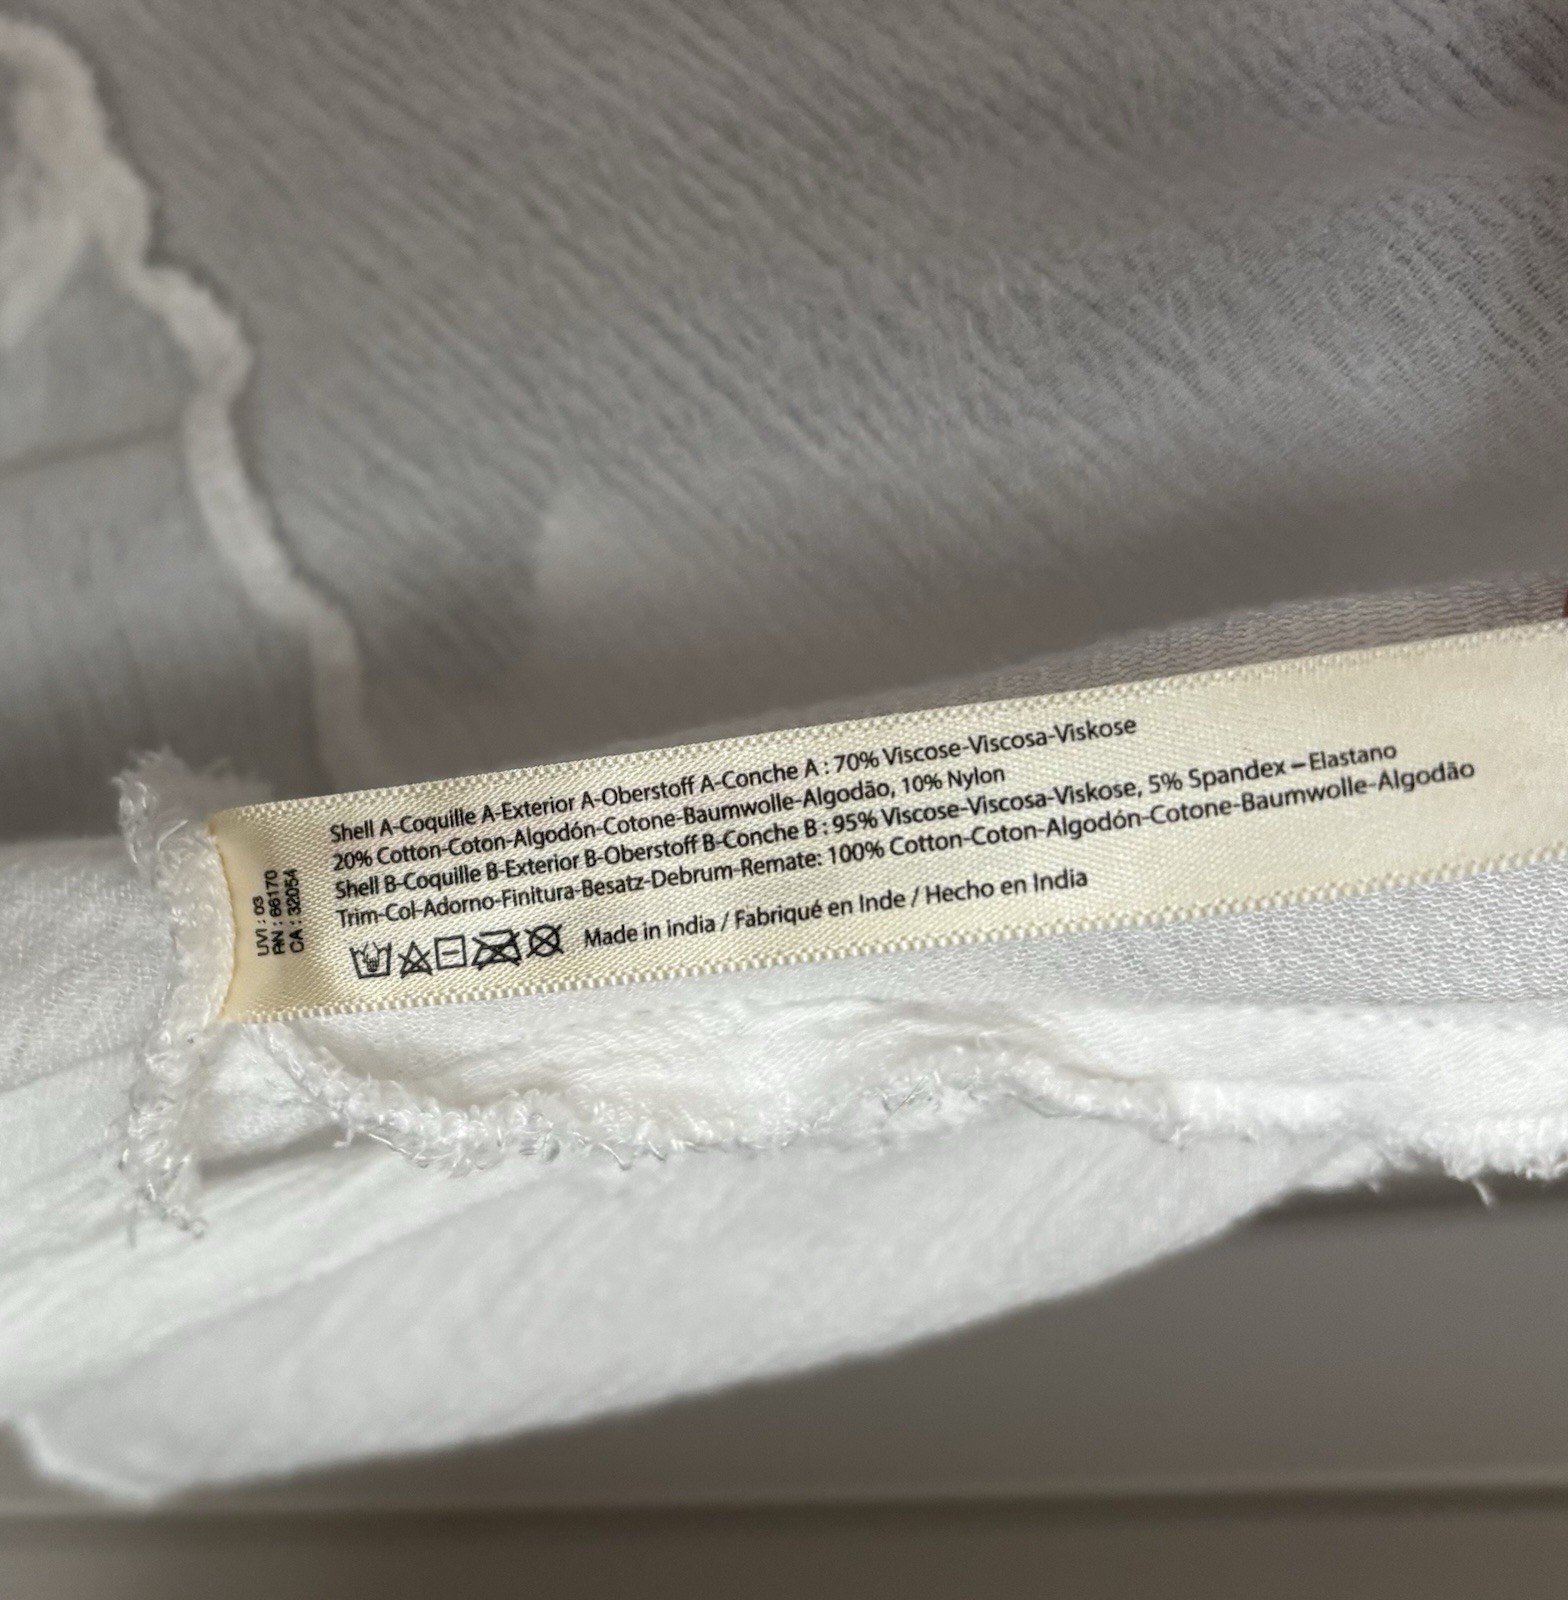 UVI : 03
RN : 66170
CA : 32054
Shell A-Coquille A-Exterior A-Oberstoff A-Conche A : 70% Viscose-Viscosa-Viskose
20% Cotton-Coton-Algodón-Cotone-Baumwolle-Algodão, 10% Nylon
Shell B-Coquille B-Exterior B-Oberstoff B-Conche B : 95% Viscose-Viscosa-Viskose, 5% Spandex – Elastano
Trim-Col-Adorno-Finitura-Besatz-Debrum-Remate: 100% Cotton-Coton-Algodón-Cotone-Baumwolle-Algodão
Made in india / Fabriqué en Inde / Hecho en India